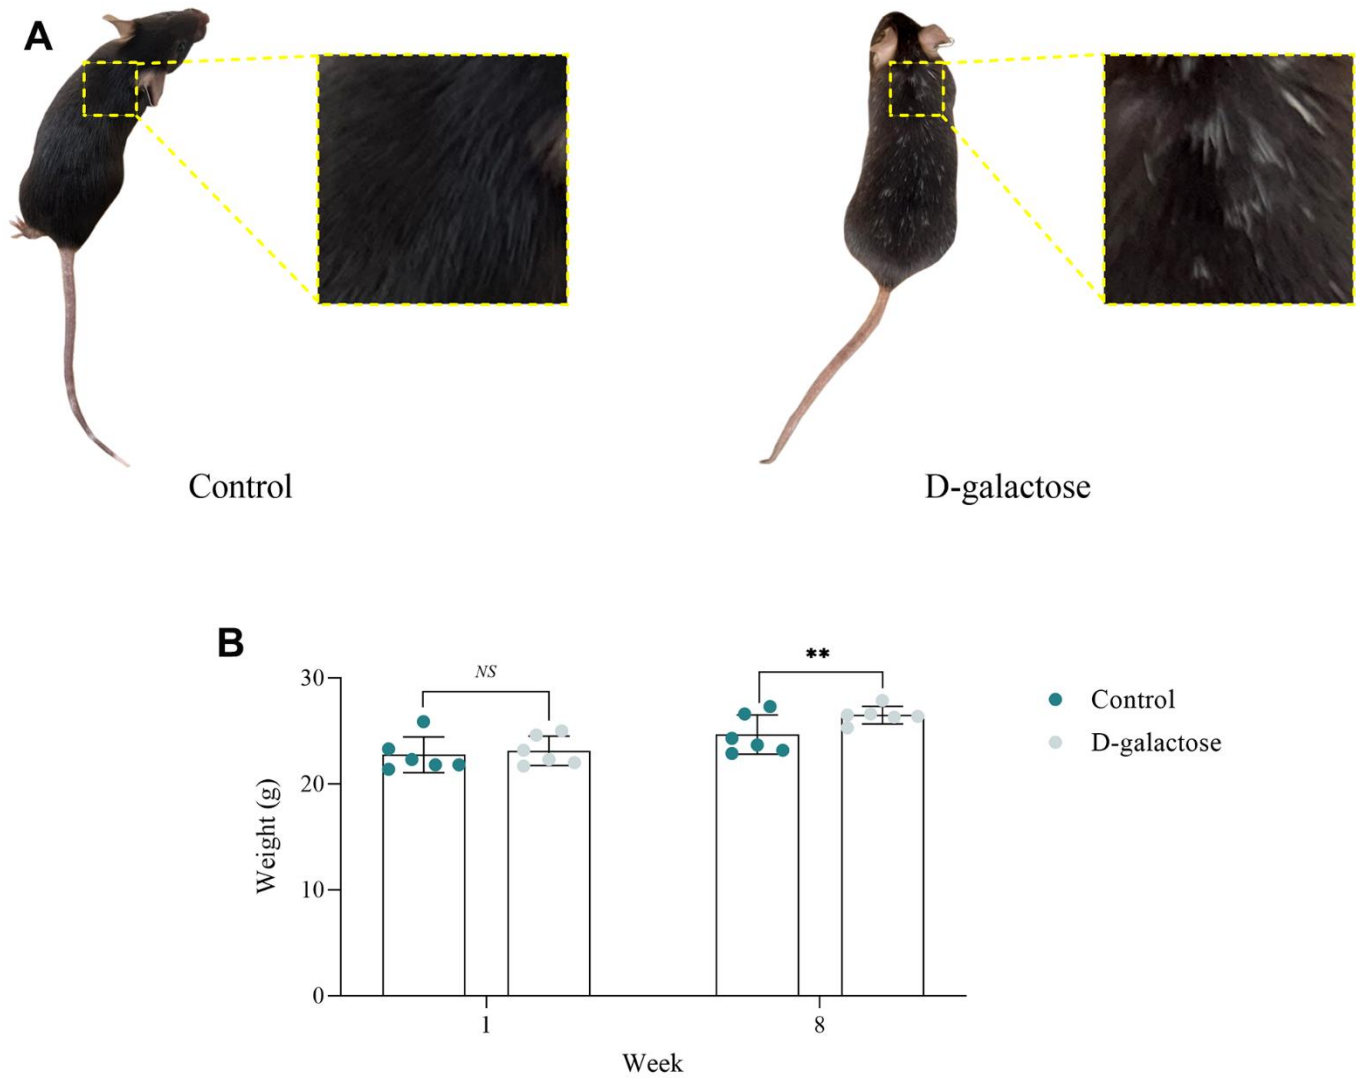 A
Control
D-galactose
B
NS
**
30
20
10
0
Weight (g)
1
8
Week
Control
D-galactose